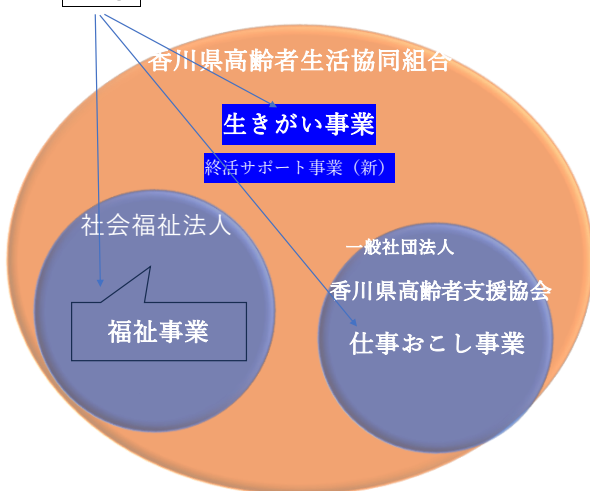 香川県高齢者生活協同組合
生きがい事業
終活サポート事業（新）
社会福祉法人
福祉事業
一般社団法人
香川県高齢者支援協会
仕事おこし事業